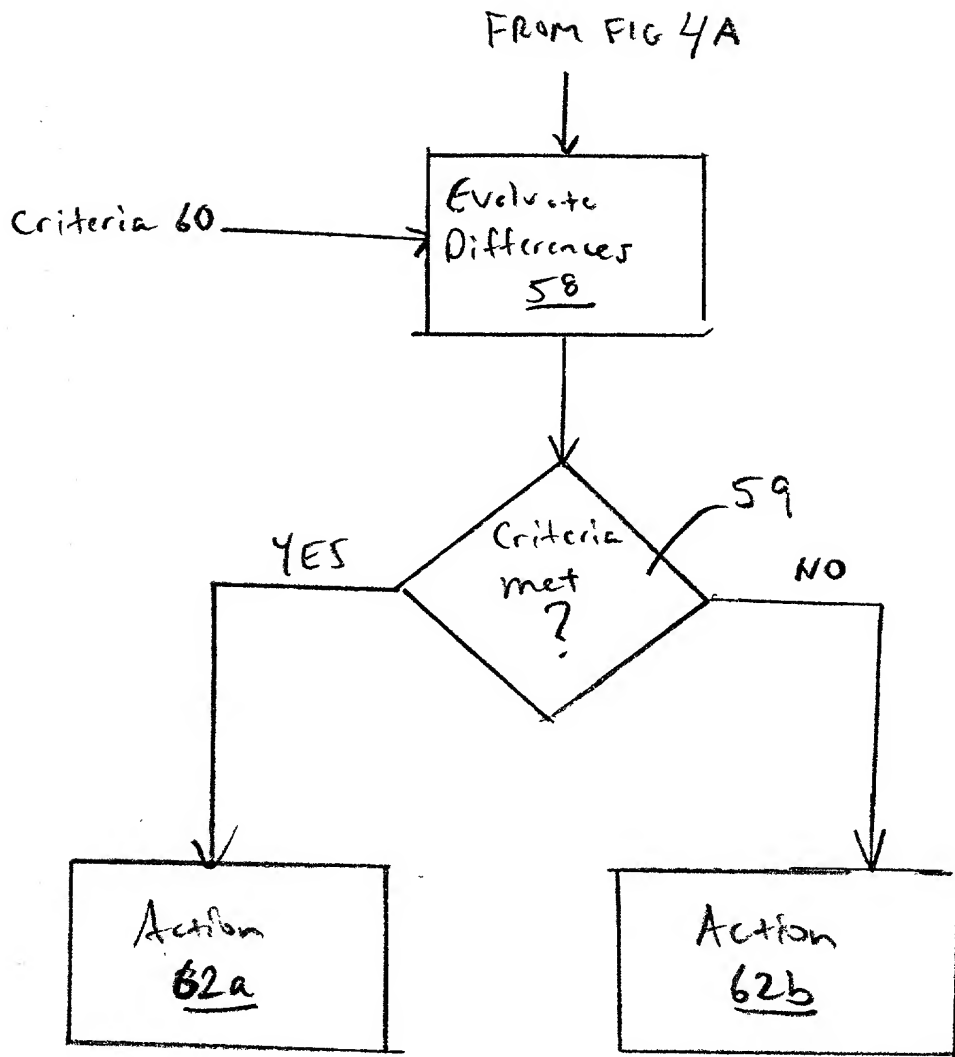 FROM FIG 4A
Criteria 60
Evaluate
Differences
58
59
Criteria
met
?
YES
NO
Action
62a
Action
62b